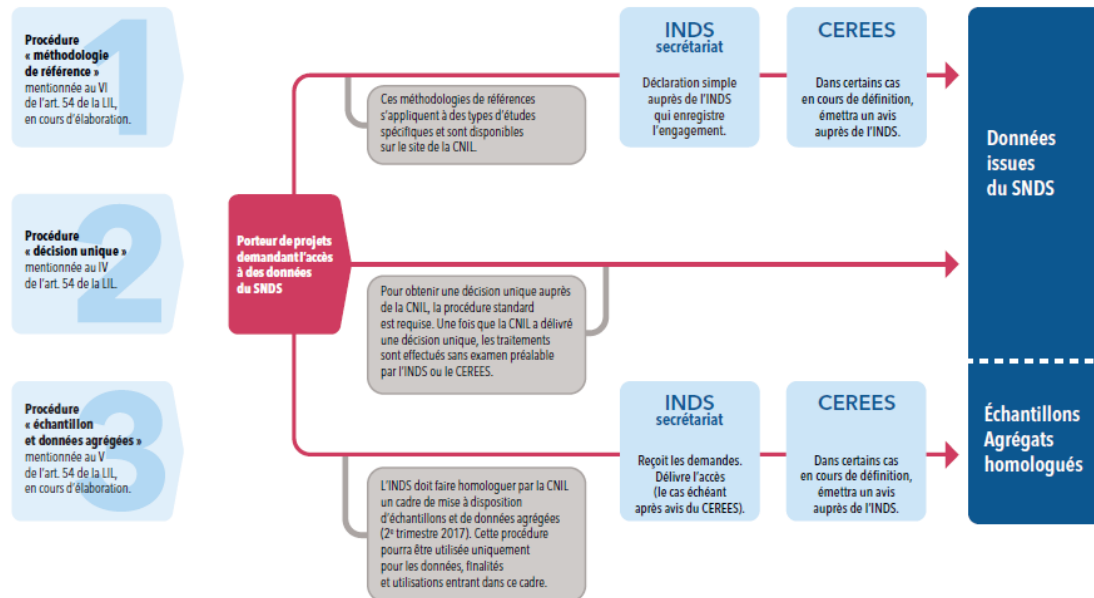 1
Procédure
« méthodologie
de référence »
mentionnée au VI
de l'art. 54 de la LIL,
en cours d'élaboration.
Ces méthodologies de références
s'appliquent à des types d'études
spécifiques et sont disponibles
sur le site de la CNIL.
INDS
secrétariat
Déclaration simple
auprès de l'INDS
qui enregistre
l'engagement.
CEREES
Dans certains cas
en cours de définition,
émettra un avis
auprès de l'INDS.
Données
issues
du SNDS
2
Procédure
« décision unique »
mentionnée au IV
de l'art. 54 de la LIL.
Porteur de projets
demandant l'accès
à des données
du SNDS
Pour obtenir une décision unique auprès
de la CNIL, la procédure standard
est requise. Une fois que la CNIL a délivré
une décision unique, les traitements
sont effectués sans examen préalable
par l'INDS ou le CEREES.
3
Procédure
« échantillon
et données agrégées »
mentionnée au V
de l'art. 54 de la LIL,
en cours d'élaboration.
L'INDS doit faire homologuer par la CNIL
un cadre de mise à disposition
d'échantillons et de données agrégées
(2e trimestre 2017). Cette procédure
pourra être utilisée uniquement
pour les données, finalités
et utilisations entrant dans ce cadre.
INDS
secrétariat
Reçoit les demandes.
Délivre l'accès
(le cas échéant
après avis du CEREES).
CEREES
Dans certains cas
en cours de définition,
émettra un avis
auprès de l'INDS.
Échantillons
Agrégats
homologués